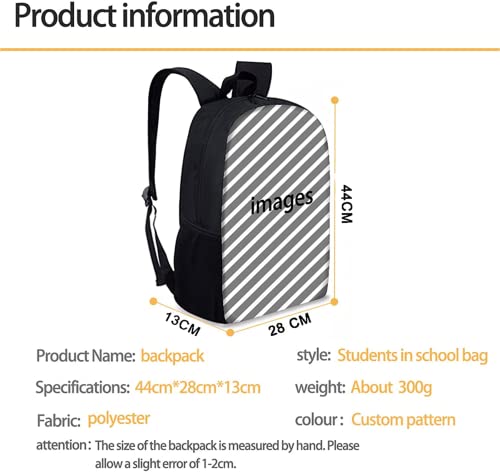 Product information
images
44CM
13CM
28 CM
Product Name: backpack
style: Students in school bag
Specifications: 44cm*28cm*13cm
weight: About 300g
Fabric: polyester
colour : Custom pattern
attention : The size of the backpack is measured by hand. Please
allow a slight error of 1-2cm.